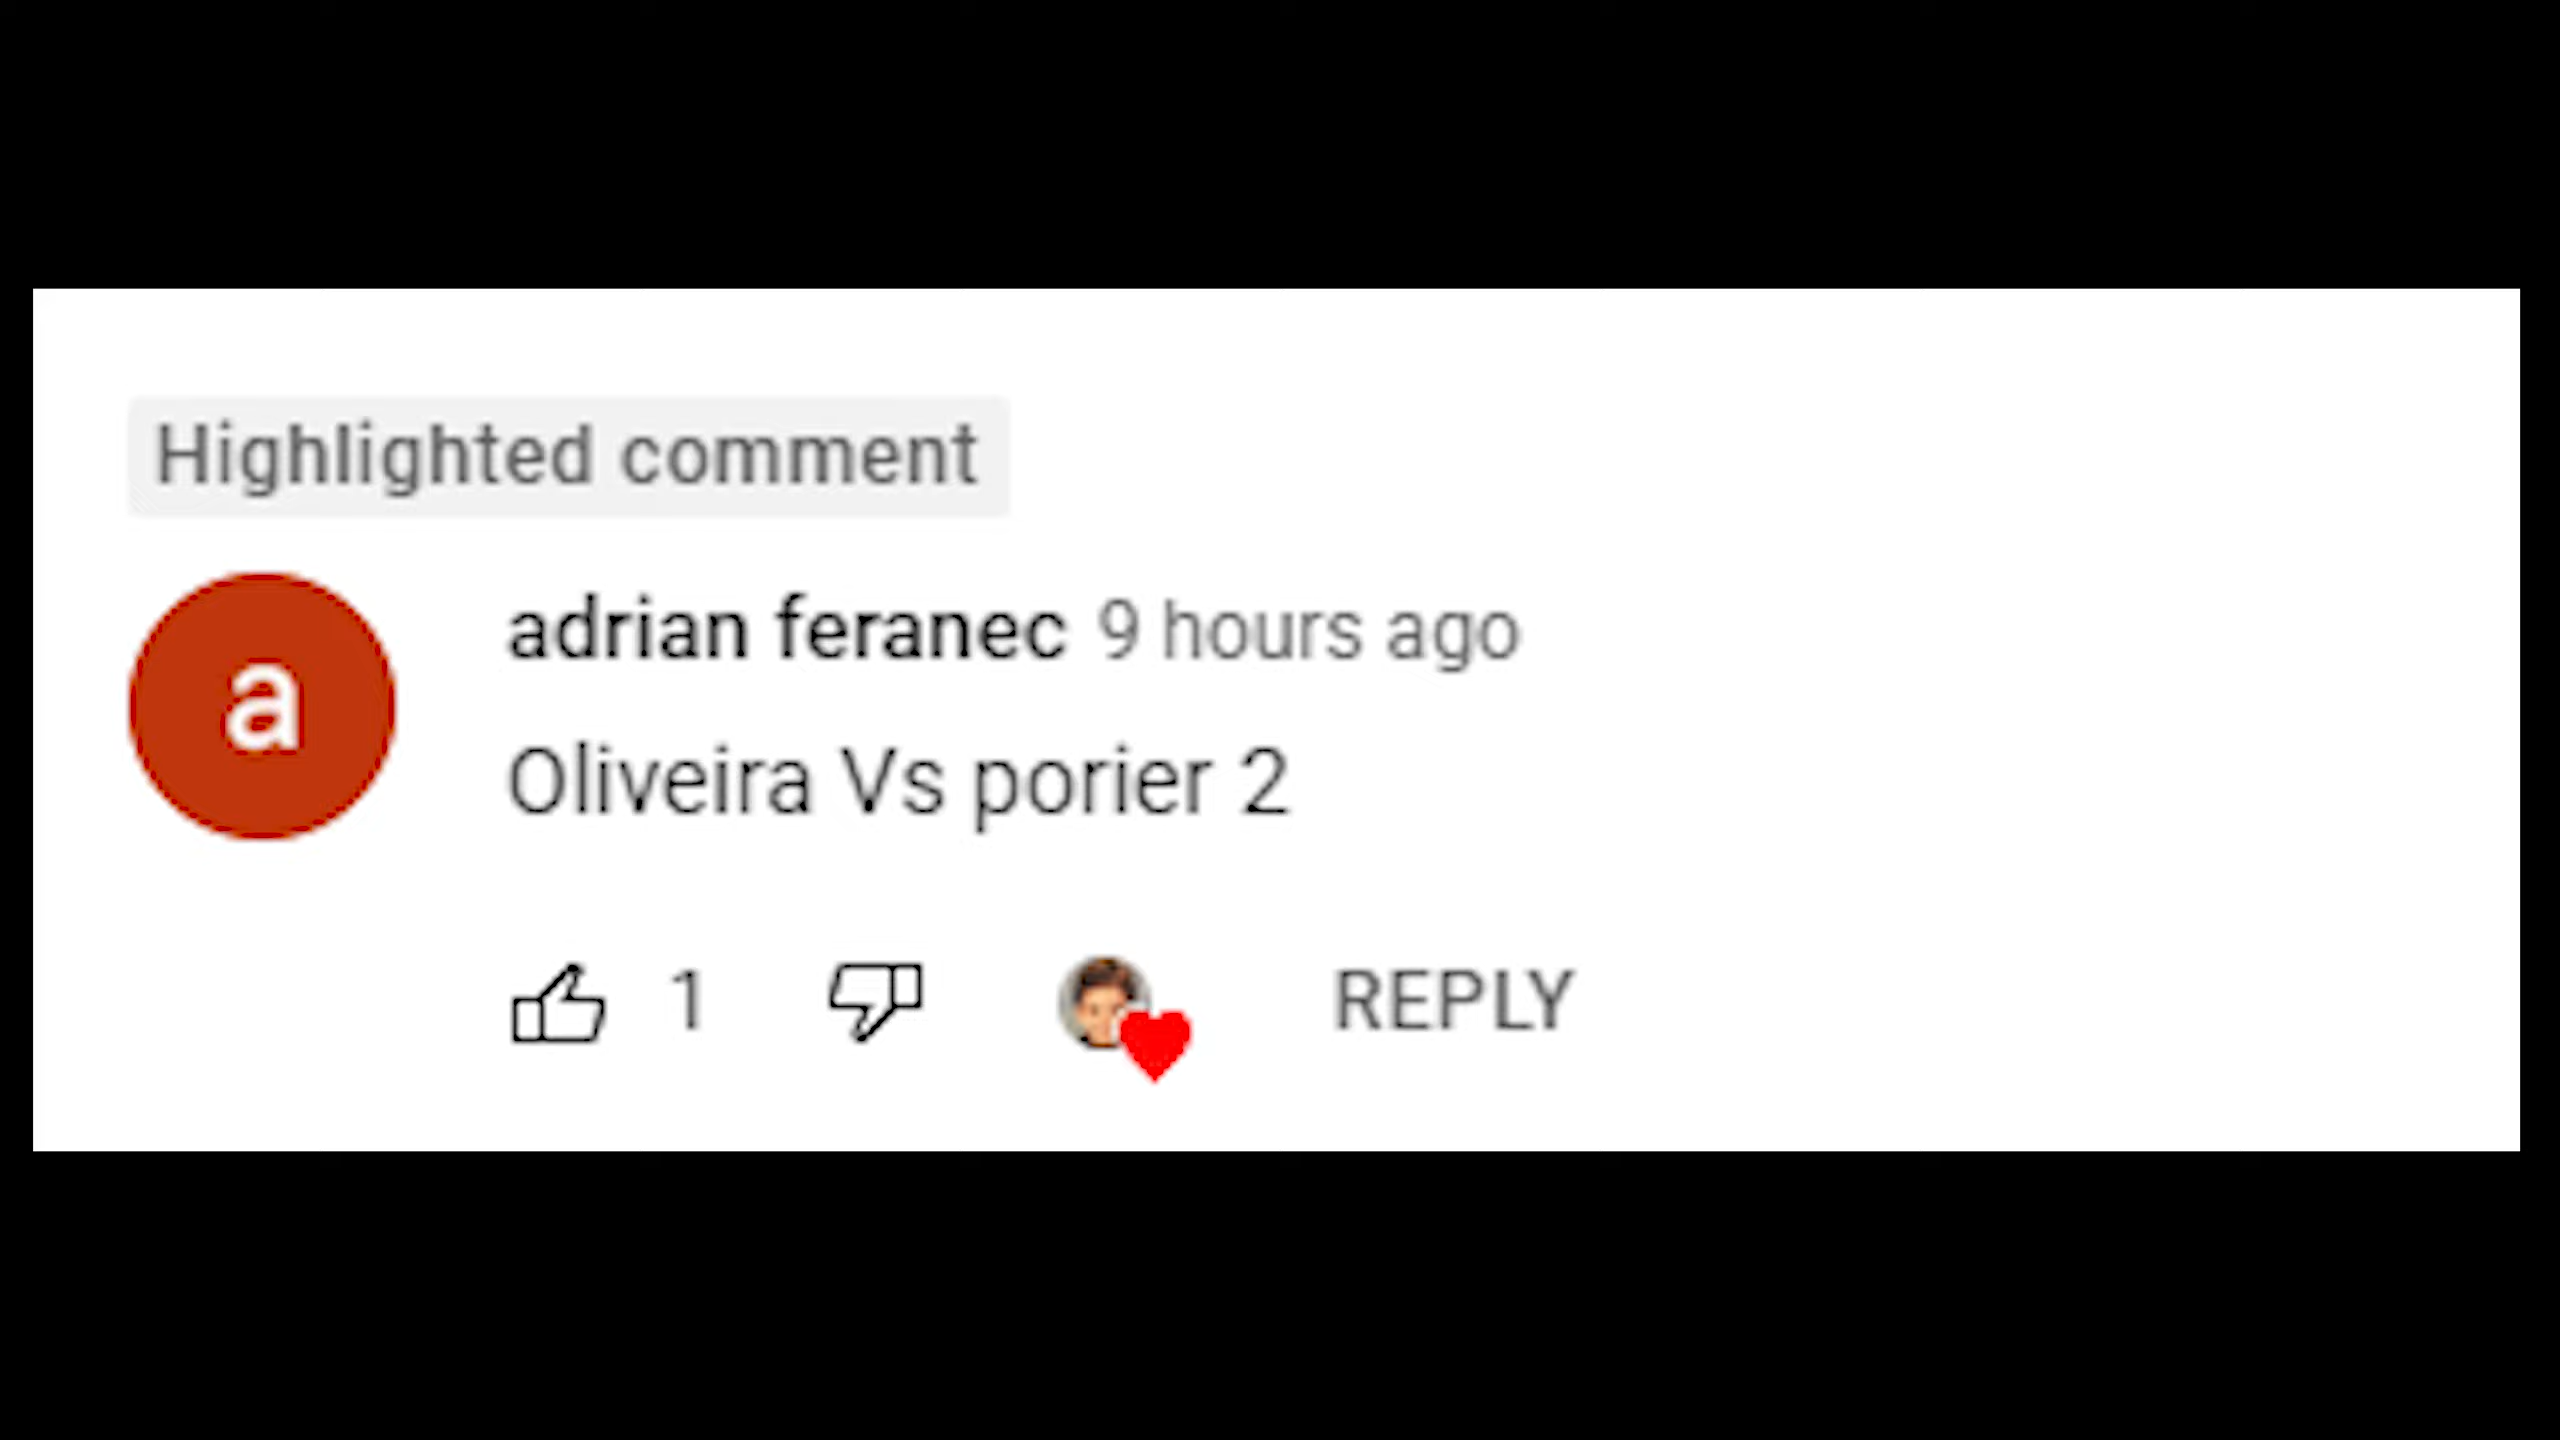 Highlighted comment
a
adrian feranec 9 hours ago
Oliveira Vs porier 2
1 REPLY